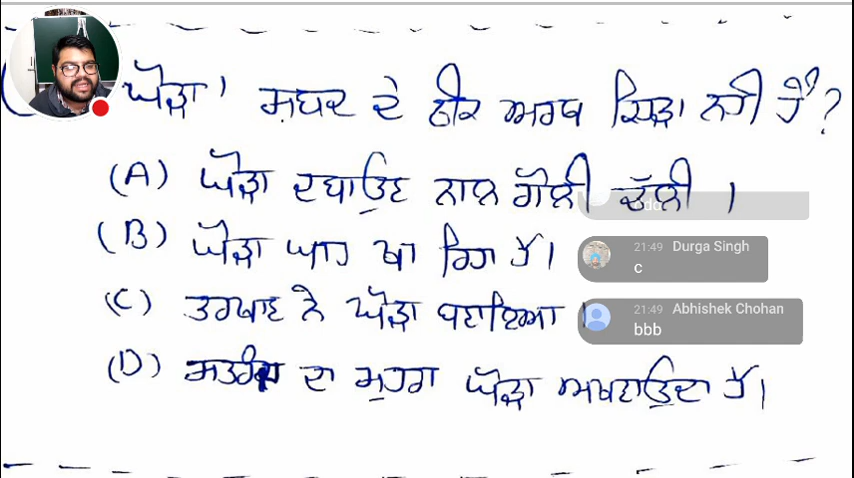 ਘੋੜਾ' ਸ਼ਬਦ ਦੇ ਠੀਕ ਅਰਥ ਕਿਹੜਾ ਨਹੀਂ ਹੈ?
(A) ਘੋੜਾ ਦਬਾਉਣ ਨਾਲ ਗੋਲੀ ਚੱਲੀ ।
(B) ਘੋੜਾ ਘਾਹ ਖਾ ਰਿਹਾ ਹੈ।
21:49 Durga Singh
c
(C) ਤਰਖਾਣ ਨੇ ਘੋੜਾ ਬਣਾਇਆ ।
21:49 Abhishek Chohan
bbb
(D) ਸਤਰੰਜ ਦਾ ਮੁਹਰਾ ਘੋੜਾ ਅਖਵਾਉਂਦਾ ਹੈ।